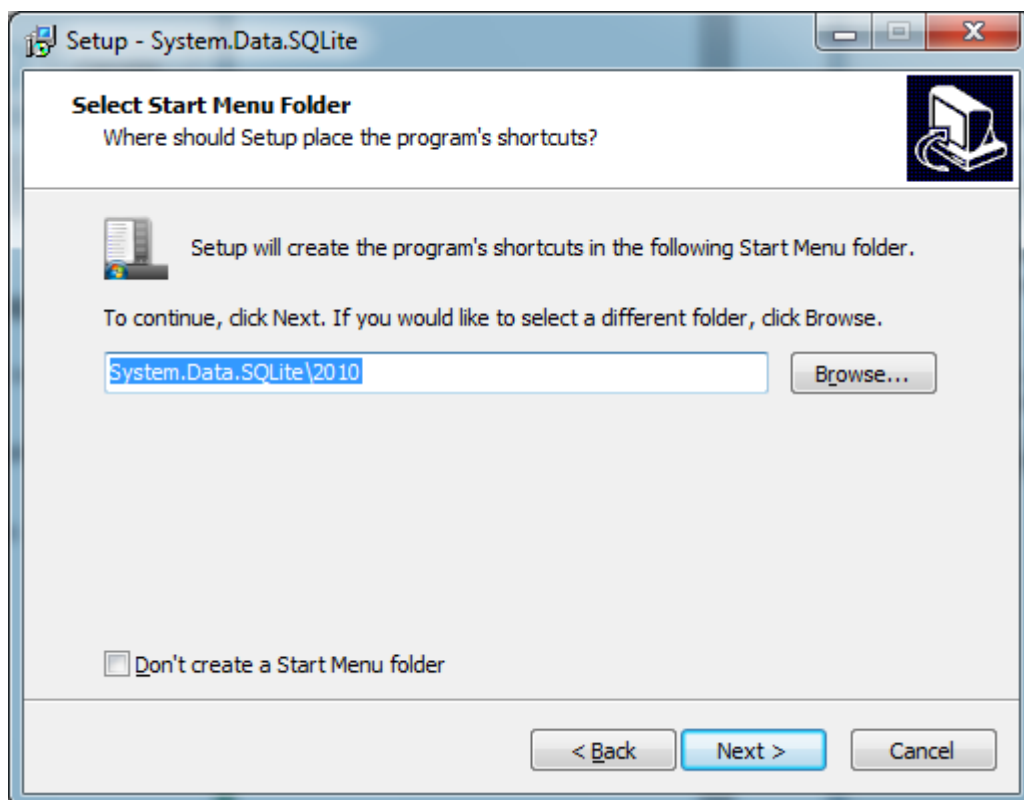 Setup - System.Data.SQLite
Select Start Menu Folder
Where should Setup place the program's shortcuts?
Setup will create the program's shortcuts in the following Start Menu folder.
To continue, click Next. If you would like to select a different folder, click Browse.
System.Data.SQLite\2010
Browse...
Don't create a Start Menu folder
< Back
Next >
Cancel